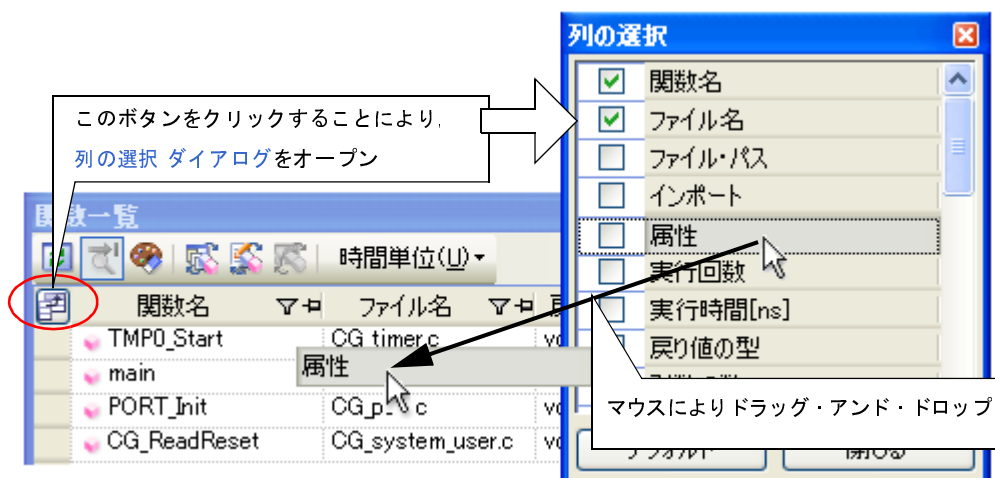 列の選択
関数名
ファイル名
ファイル・パス
インポート
属性
実行回数
実行時間[ns]
戻り値の型
このボタンをクリックすることにより,
列の選択 ダイアログをオープン
関数一覧
時間単位(U)
関数名 ファイル名
TMP0_Start CG_timer.c
main 属性
PORT_Init
CG_ReadReset CG_system_user.c
マウスによりドラッグ・アンド・ドロップ